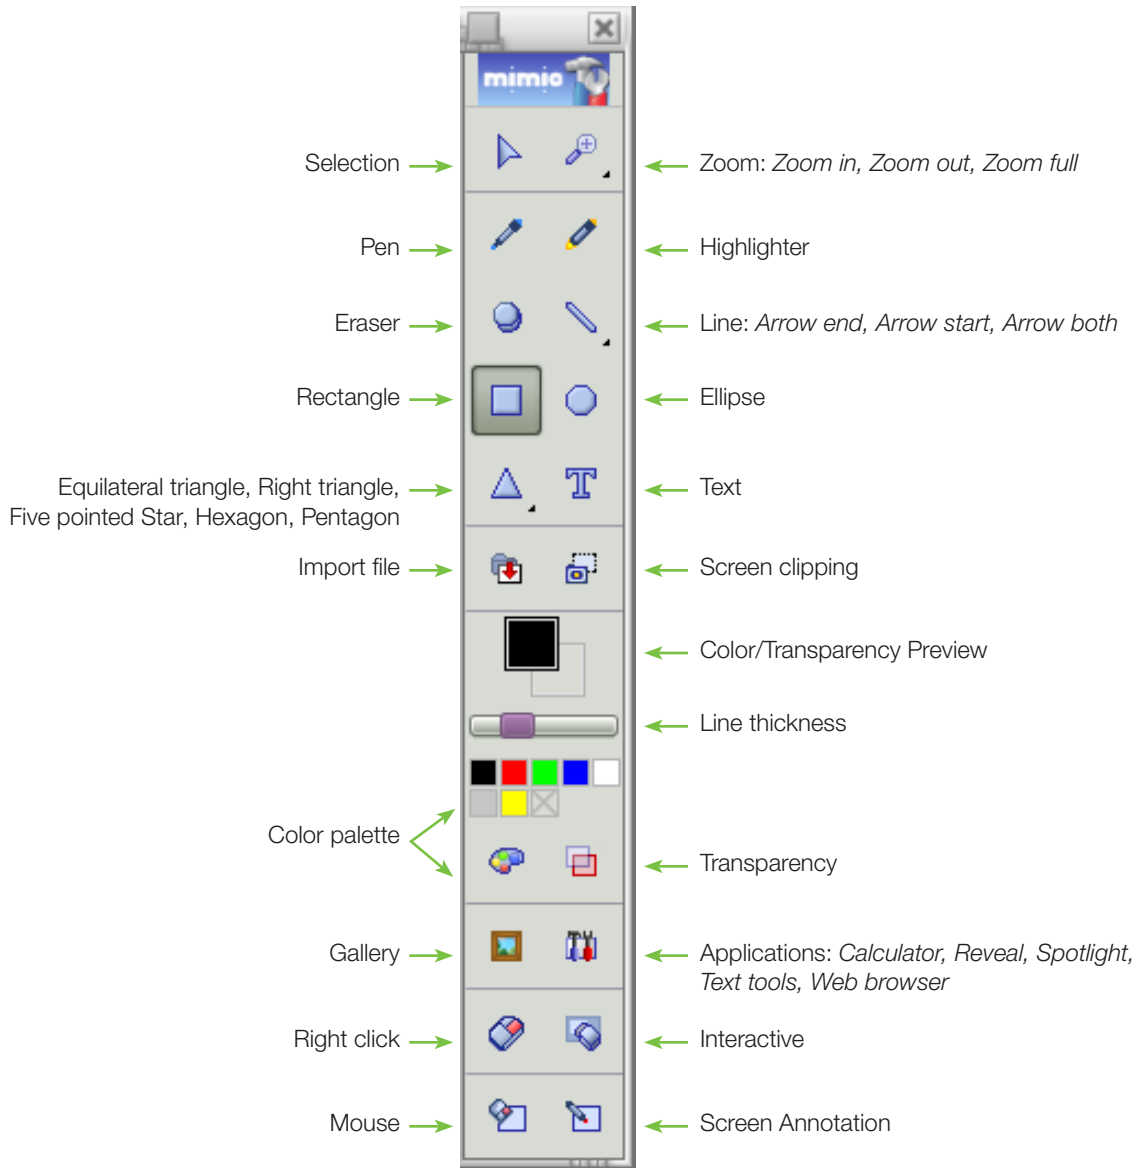 mimio
Selection
Zoom: Zoom in, Zoom out, Zoom full
Pen
Highlighter
Eraser
Line: Arrow end, Arrow start, Arrow both
Rectangle
Ellipse
Equilateral triangle, Right triangle,
Five pointed Star, Hexagon, Pentagon
Text
Import file
Screen clipping
Color/Transparency Preview
Line thickness
Color palette
Transparency
Gallery
Applications: Calculator, Reveal, Spotlight,
Text tools, Web browser
Right click
Interactive
Mouse
Screen Annotation